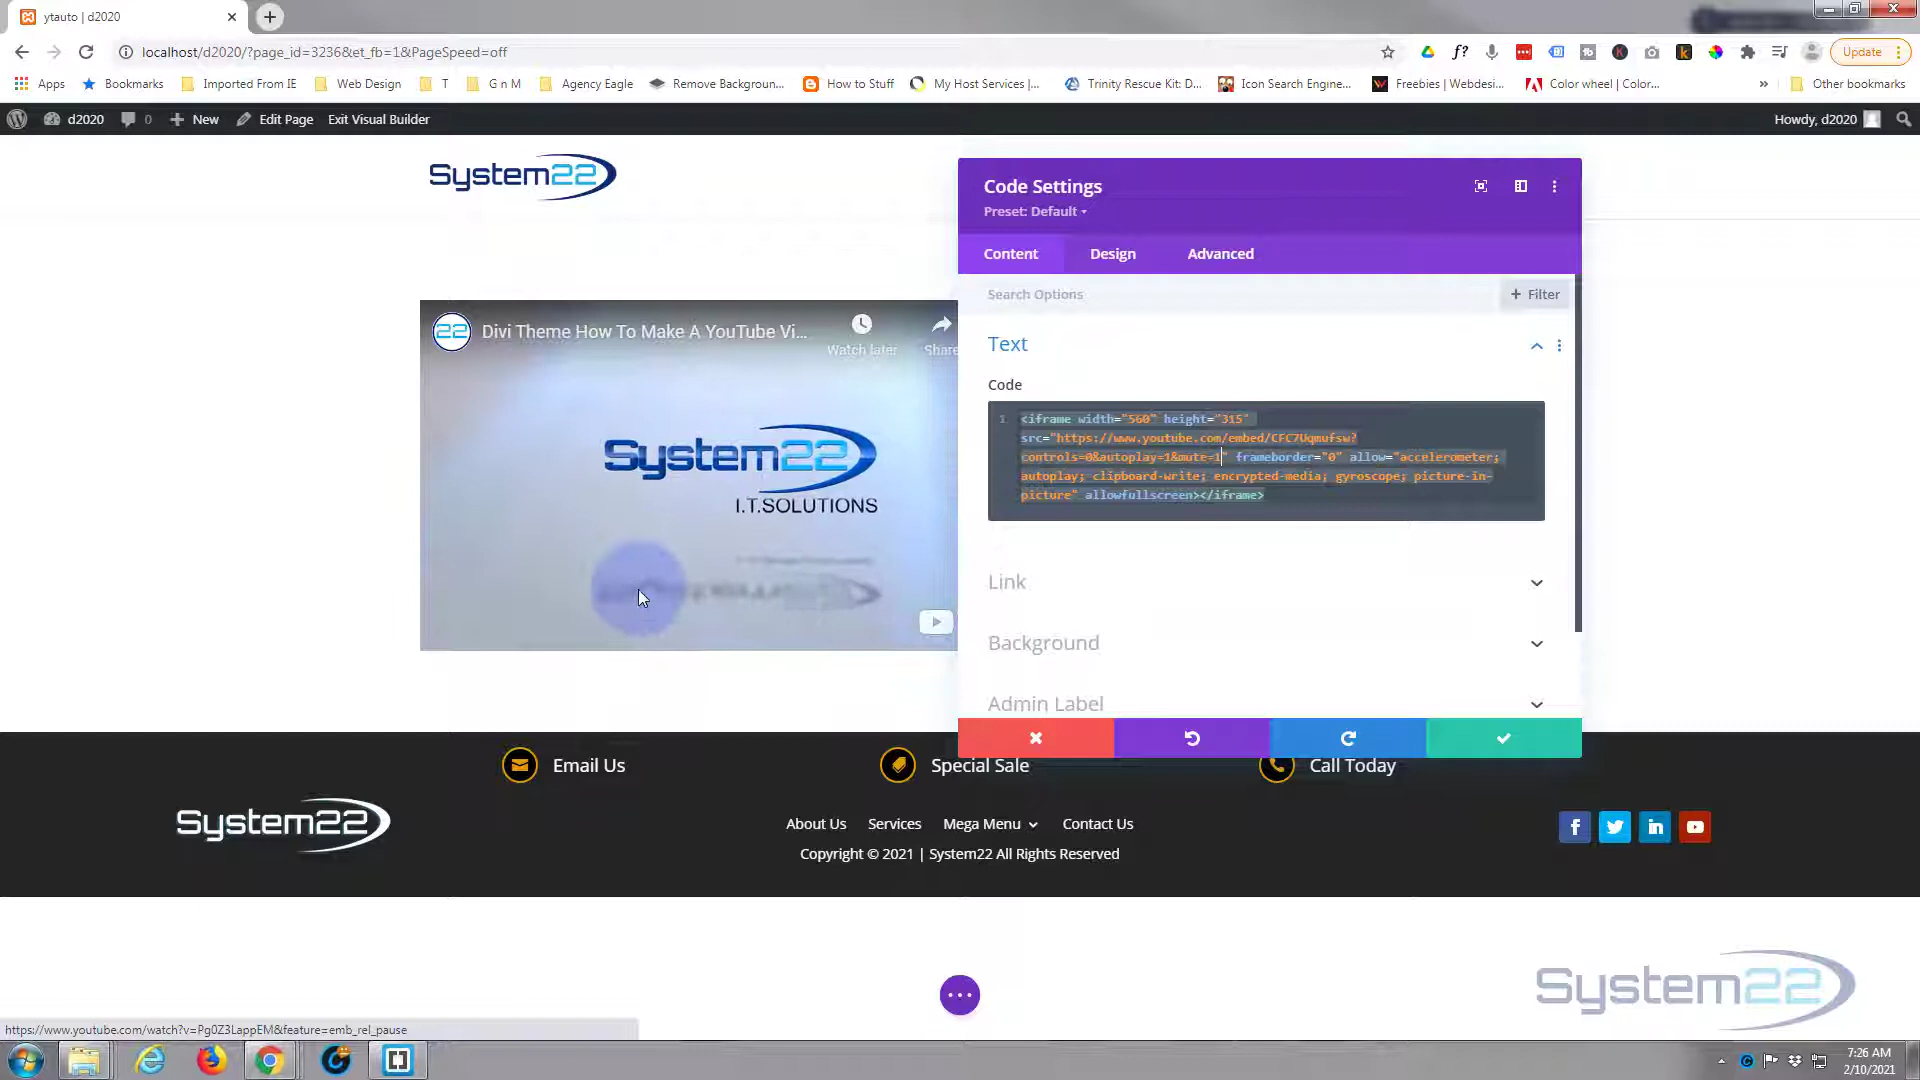 ytauto | d2020
localhost/d2020/?page_id=3236&et_fb=1&PageSpeed=off
Update
Apps
Bookmarks
Imported From IE
Web Design
T
G n M
Agency Eagle
Remove Backgroun...
How to Stuff
My Host Services |...
Trinity Rescue Kit: D...
Icon Search Engine...
Freebies | Webdesi...
Color wheel | Color...
»
Other bookmarks
d2020
0
New
Edit Page
Exit Visual Builder
Howdy, d2020
System22
Code Settings
Preset: Default
Content
Design
Advanced
Search Options
+ Filter
22
Divi Theme How To Make A YouTube Vi...
Watch later
Share
System22
I.T.SOLUTIONS
Text
Code
1
<iframe width="560" height="315"
src="https://www.youtube.com/embed/CFC7Uqmufsw?
controls=0&autoplay=1&mute=1" frameborder="0" allow="accelerometer;
autoplay; clipboard-write; encrypted-media; gyroscope; picture-in-
picture" allowfullscreen></iframe>
Link
Background
Admin Label
Email Us
Special Sale
Call Today
System22
About Us
Services
Mega Menu
Contact Us
Copyright © 2021 | System22 All Rights Reserved
System22
https://www.youtube.com/watch?v=Pg0Z3LappEM&feature=emb_rel_pause
7:26 AM
2/10/2021